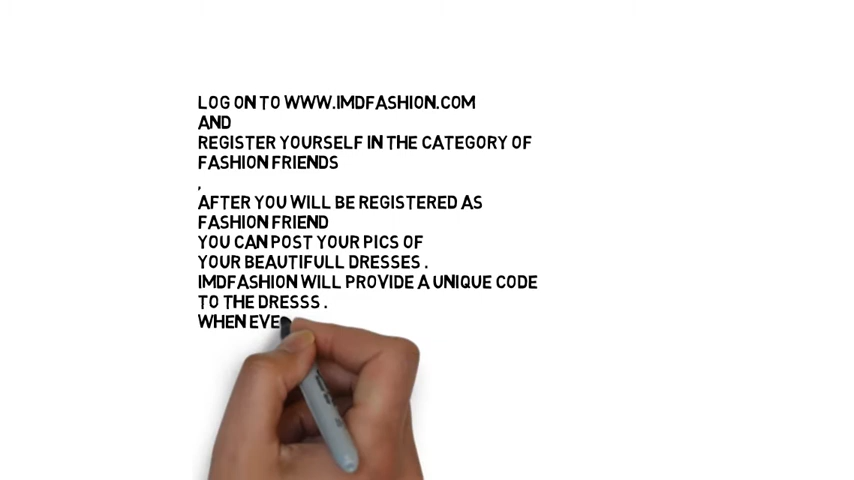 LOG ON TO WWW.IMDFASHION.COM
AND
REGISTER YOURSELF IN THE CATEGORY OF
FASHION FRIENDS
,
AFTER YOU WILL BE REGISTERED AS
FASHION FRIEND
YOU CAN POST YOUR PICS OF
YOUR BEAUTIFULL DRESSES .
IMDFASHION WILL PROVIDE A UNIQUE CODE
TO THE DRESSS .
WHEN EVE